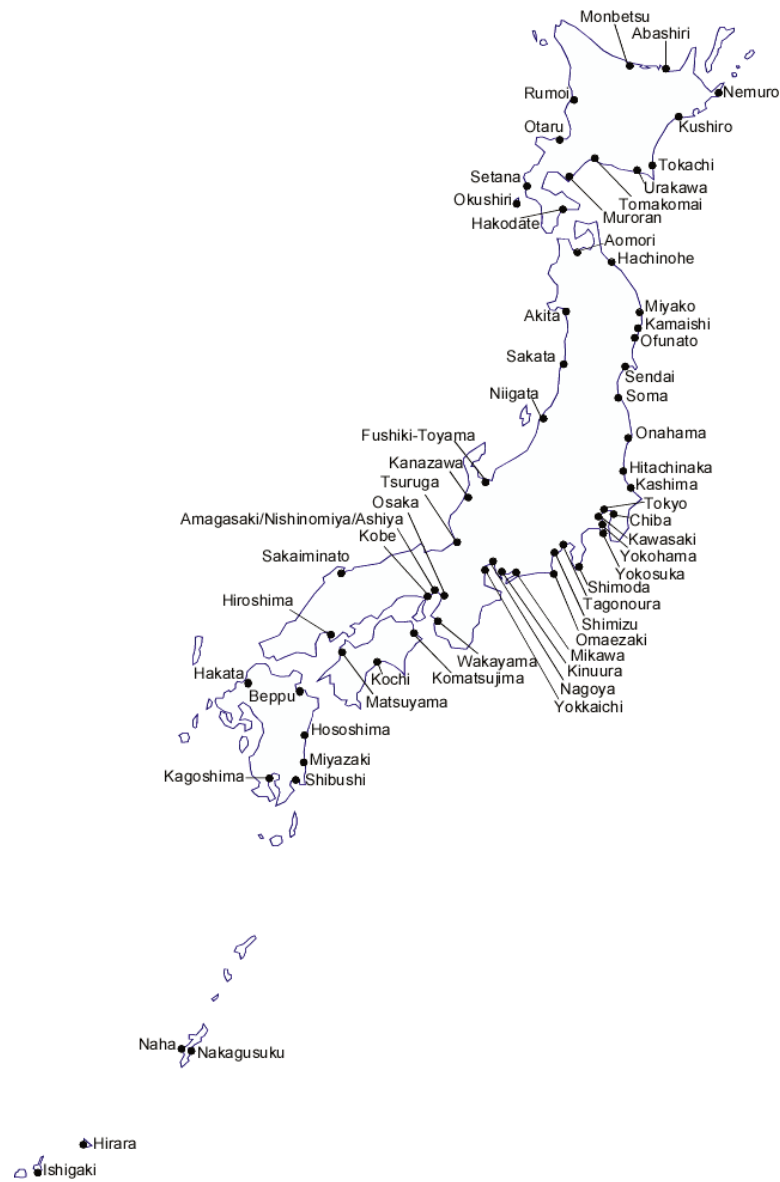 Monbetsu
Abashiri
Rumoi
Nemuro
Otaru
Kushiro
Setana
Tokachi
Okushiri
Urakawa
Tomakomai
Hakodate
Muroran
Aomori
Hachinohe
Akita
Miyako
Kamaishi
Ofunato
Sakata
Sendai
Niigata
Soma
Fushiki-Toyama
Onahama
Kanazawa
Hitachinaka
Tsuruga
Kashima
Osaka
Tokyo
Amagasaki/Nishinomiya/Ashiya
Chiba
Kobe
Kawasaki
Sakaiminato
Yokohama
Yokosuka
Hiroshima
Shimoda
Tagonoura
Shimizu
Omaezaki
Wakayama
Mikawa
Hakata
Kochi
Komatsujima
Kinuura
Beppu
Matsuyama
Nagoya
Yokkaichi
Hososhima
Miyazaki
Kagoshima
Shibushi
Naha
Nakagusuku
Hirara
Ishigaki